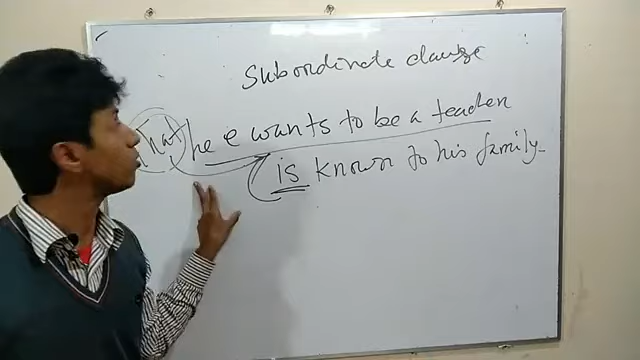 Subordinate clause
That he e wants to be a teacher
is known to his family.